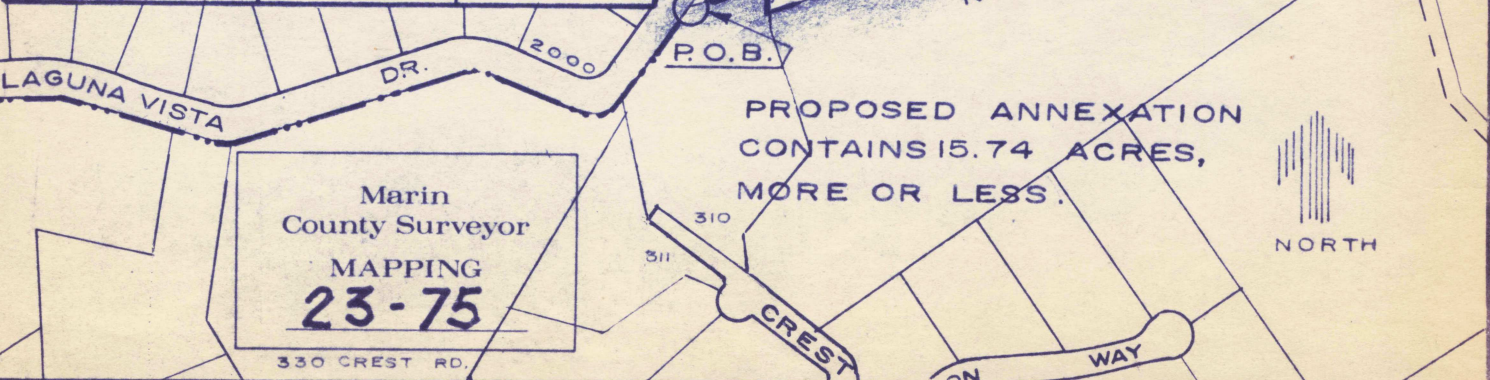 2000
P.O.B.
LAGUNA VISTA DR.
PROPOSED ANNEXATION
CONTAINS 15.74 ACRES,
MORE OR LESS.
NORTH
Marin
County Surveyor
MAPPING
23-75
330 CREST RD.
310
311
CREST
ON WAY